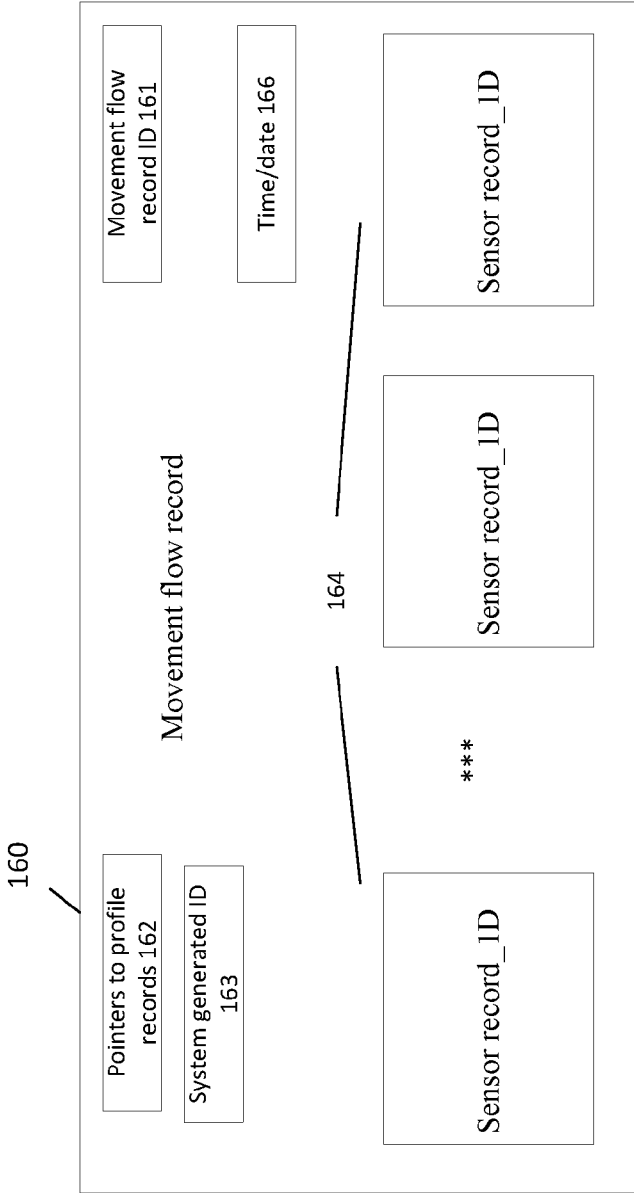 160
Pointers to profile
records 162
System generated ID
163
Movement flow record
Movement flow
record ID 161
Time/date 166
164
Sensor record_1D
***
Sensor record_1D
Sensor record_1D